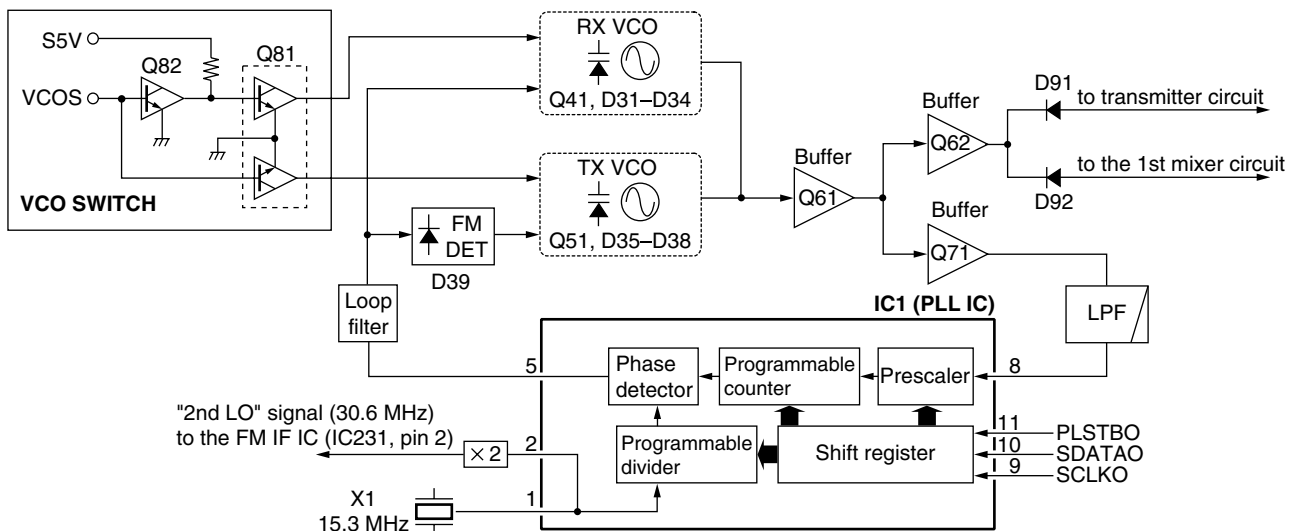 S5V
VCOS
Q82
Q81
VCO SWITCH
RX VCO
Q41, D31–D34
TX VCO
Q51, D35–D38
FM
DET
D39
Loop
filter
Buffer
Q61
Buffer
Q62
Buffer
Q71
D91
to transmitter circuit
to the 1st mixer circuit
D92
LPF
IC1 (PLL IC)
5
Phase
detector
Programmable
counter
Prescaler
8
"2nd LO" signal (30.6 MHz)
to the FM IF IC (IC231, pin 2)
×2
2
Programmable
divider
Shift register
11
PLSTBO
10
SDATAO
9
SCLKO
X1
15.3 MHz
1